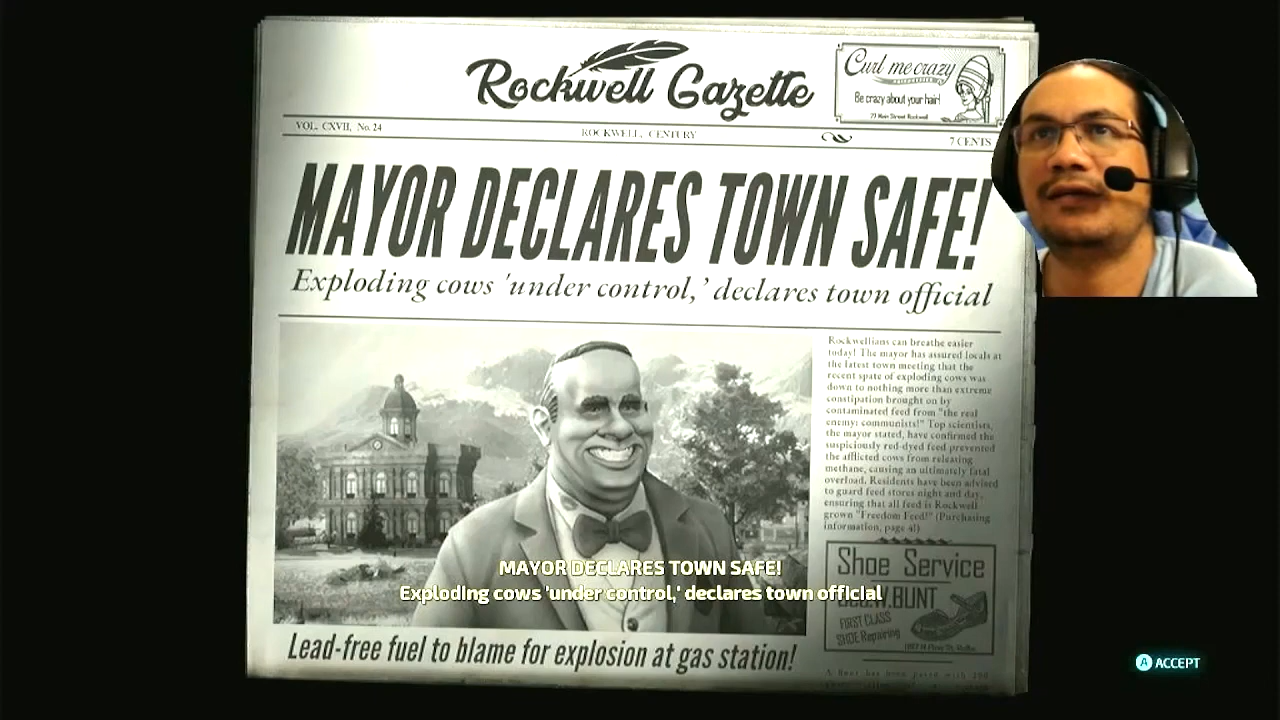 Rockwell Gazette
Curl me crazy
Be crazy about your hair!
77 Main Street Rockwell
VOL. CXVII, No. 24
ROCKWELL, CENTURY
7 CENTS
MAYOR DECLARES TOWN SAFE!
Exploding cows 'under control,' declares town official
Rockwellians can breathe easier
today! The mayor has assured locals at
the latest town meeting that the
recent spate of exploding cows was
down to nothing more than extreme
constipation brought on by
contaminated feed from "the real
enemy: communists!" Top scientists,
the mayor stated, have confirmed the
suspiciously red-dyed feed prevented
the afflicted cows from releasing
methane, causing an ultimately fatal
overload. Residents have been advised
to guard feed stores night and day,
ensuring that all feed is Rockwell
grown "Freedom Feed!" (Purchasing
information, page 4!)
MAYOR DECLARES TOWN SAFE!
Exploding cows 'under control,' declares town official
Shoe Service
W.BUNT
FIRST CLASS
SHOE Repairing
Lead-free fuel to blame for explosion at gas station!
A ACCEPT